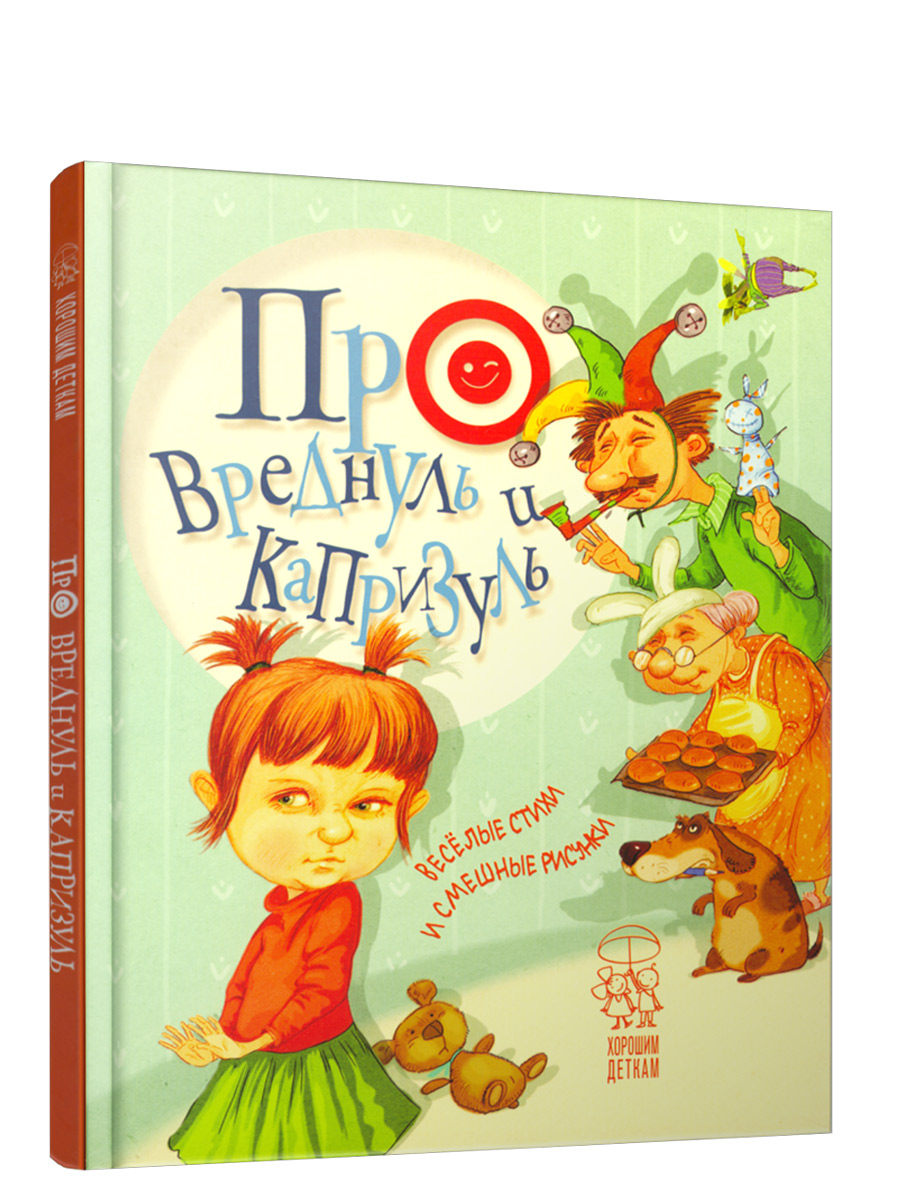 ПРО
ВРЕДНУЛЬ и
КАПРИЗУЛЬ
ВЕСЁЛЫЕ СТИХИ
И СМЕШНЫЕ РИСУНКИ
ХОРОШИМ
ДЕТКАМ
ХОРОШИМ ДЕТКАМ
ПРО ВРЕДНУЛЬ и КАПРИЗУЛЬ